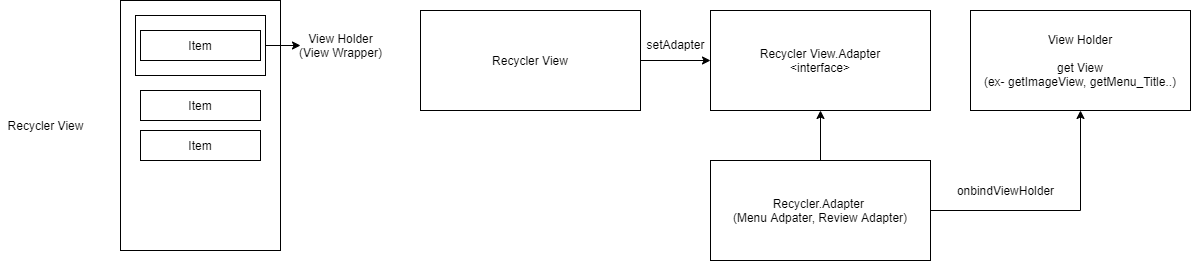 Recycler View
Item
Item
Item
View Holder
(View Wrapper)
Recycler View
setAdapter
Recycler View.Adapter
<interface>
Recycler.Adapter
(Menu Adpater, Review Adapter)
onbindViewHolder
View Holder
get View
(ex- getImageView, getMenu_Title..)